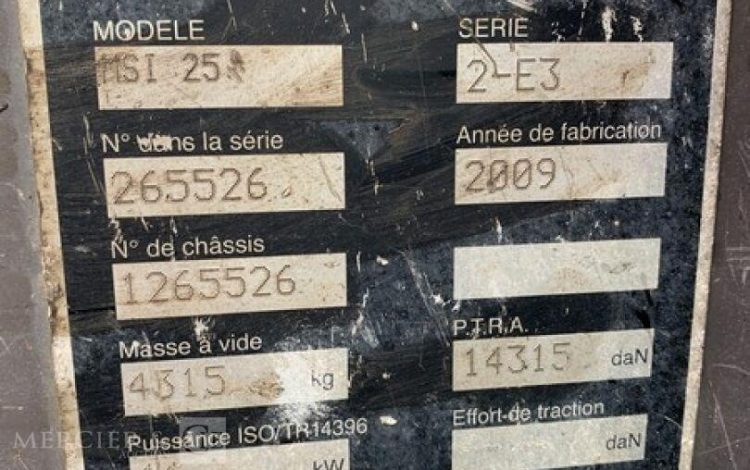 MODELE SERIE
MSI 25 2-E3
N° dans la série Année de fabrication
265526 2009
N° de châssis
1265526
Masse à vide P.T.R.A.
4315 kg 14315 daN
Puissance ISO/TR14396 Effort de traction
kW daN
MERCIER